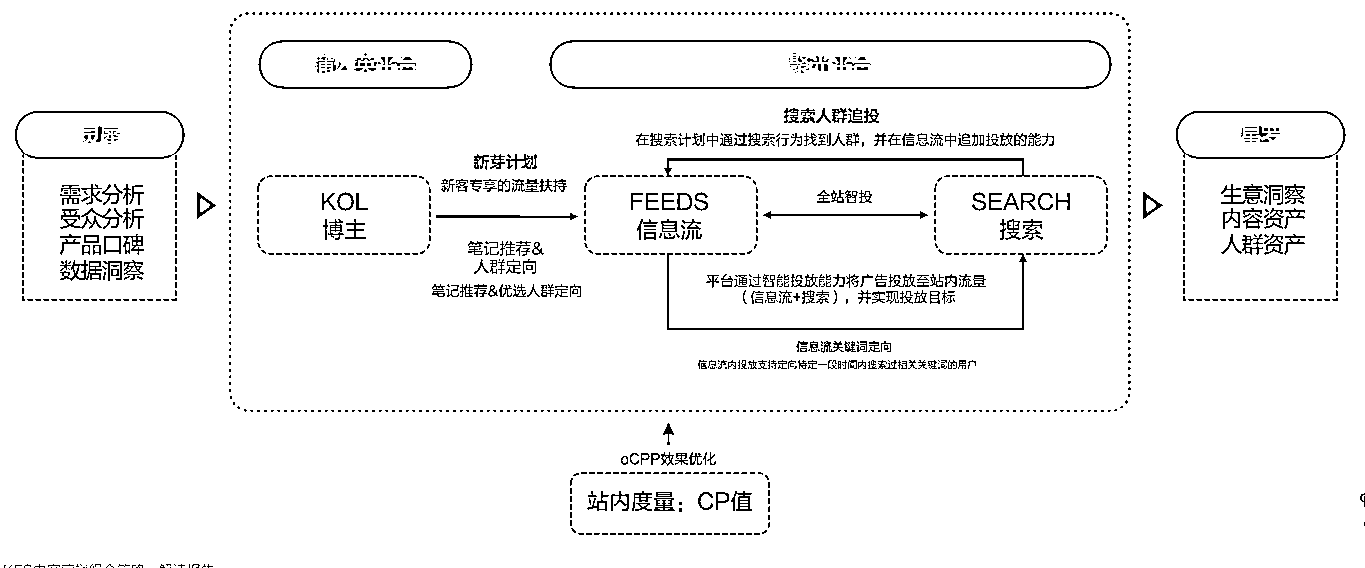 搜索人群追投
在搜索计划中通过搜索行为找到人群，并在信息流中追加投放的能力
需求分析
受众分析
产品口碑
数据洞察
KOL
博主
新芽计划
新客专享的流量扶持
笔记推荐&
人群定向
笔记推荐&优选人群定向
FEEDS
信息流
全站智投
SEARCH
搜索
平台通过智能投放能力将广告投放至站内流量
（信息流+搜索），并实现投放目标
信息流关键词定向
信息流内投放支持定向特定一段时间内搜索过相关关键词的用户
生意洞察
内容资产
人群资产
oCPP效果优化
站内度量：CP值